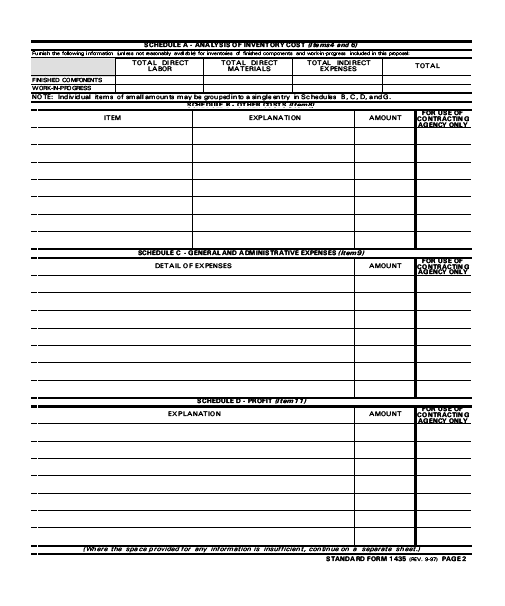 SCHEDULE A - ANALYSIS OF INVENTORY COST (Items 4 and 6)
Furnish the following information (unless not reasonably available) for inventories of finished components and work-in-progress included in this proposal:
TOTAL DIRECT LABOR TOTAL DIRECT MATERIALS TOTAL INDIRECT EXPENSES TOTAL
FINISHED COMPONENTS
WORK-IN-PROGRESS
NOTE: Individual items of small amounts may be grouped into a single entry in Schedules B, C, D, and G.
SCHEDULE B - OTHER COSTS (Item 8)
ITEM EXPLANATION AMOUNT FOR USE OF CONTRACTING AGENCY ONLY
SCHEDULE C - GENERAL AND ADMINISTRATIVE EXPENSES (Item 9)
DETAIL OF EXPENSES AMOUNT FOR USE OF CONTRACTING AGENCY ONLY
SCHEDULE D - PROFIT (Item 11)
EXPLANATION AMOUNT FOR USE OF CONTRACTING AGENCY ONLY
(Where the space provided for any information is insufficient, continue on a separate sheet.)
STANDARD FORM 1435 (REV. 9-97) PAGE 2